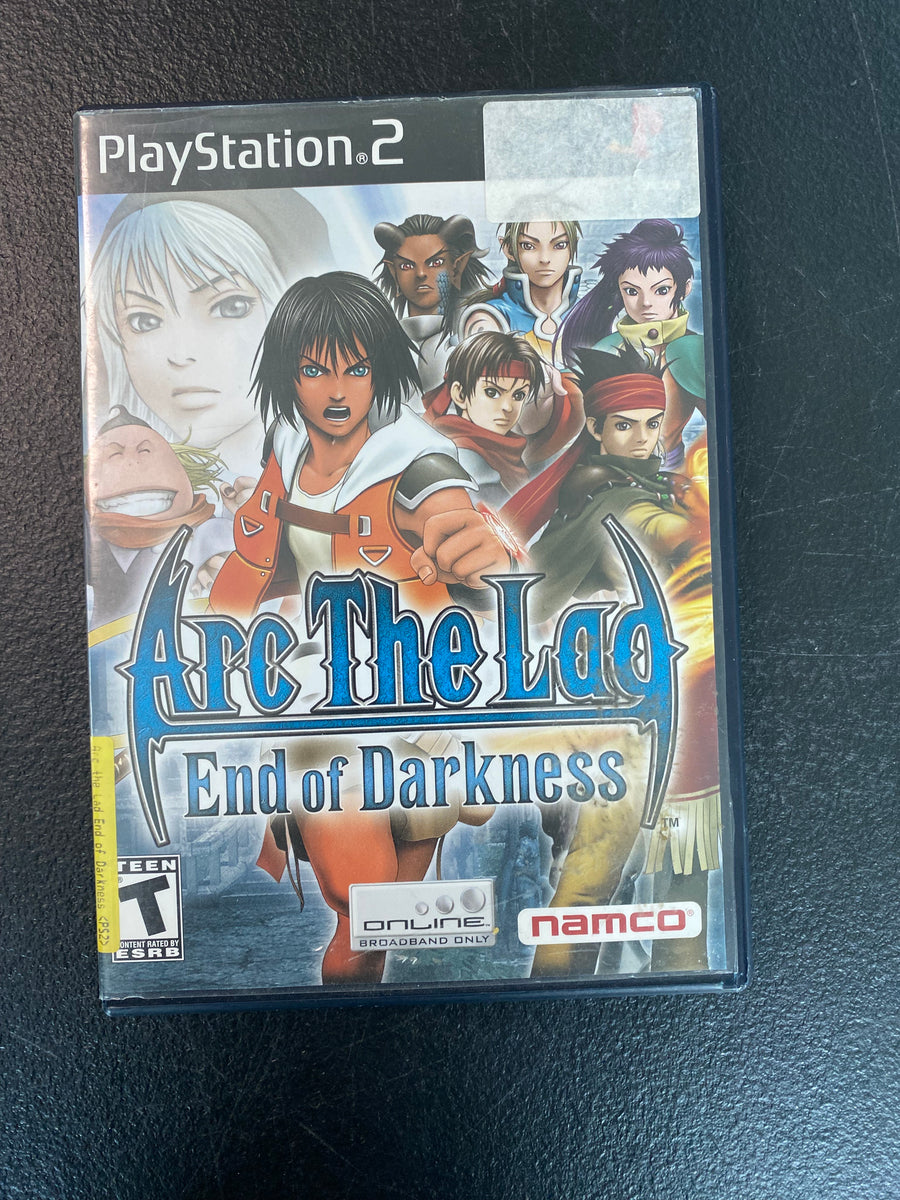 PlayStation®2
Arc The Lad
End of Darkness
TM
Arc the Lad End of Darkness <PS2>
TEEN
®
T
CONTENT RATED BY
ESRB
ONLINE™
BROADBAND ONLY
namco®